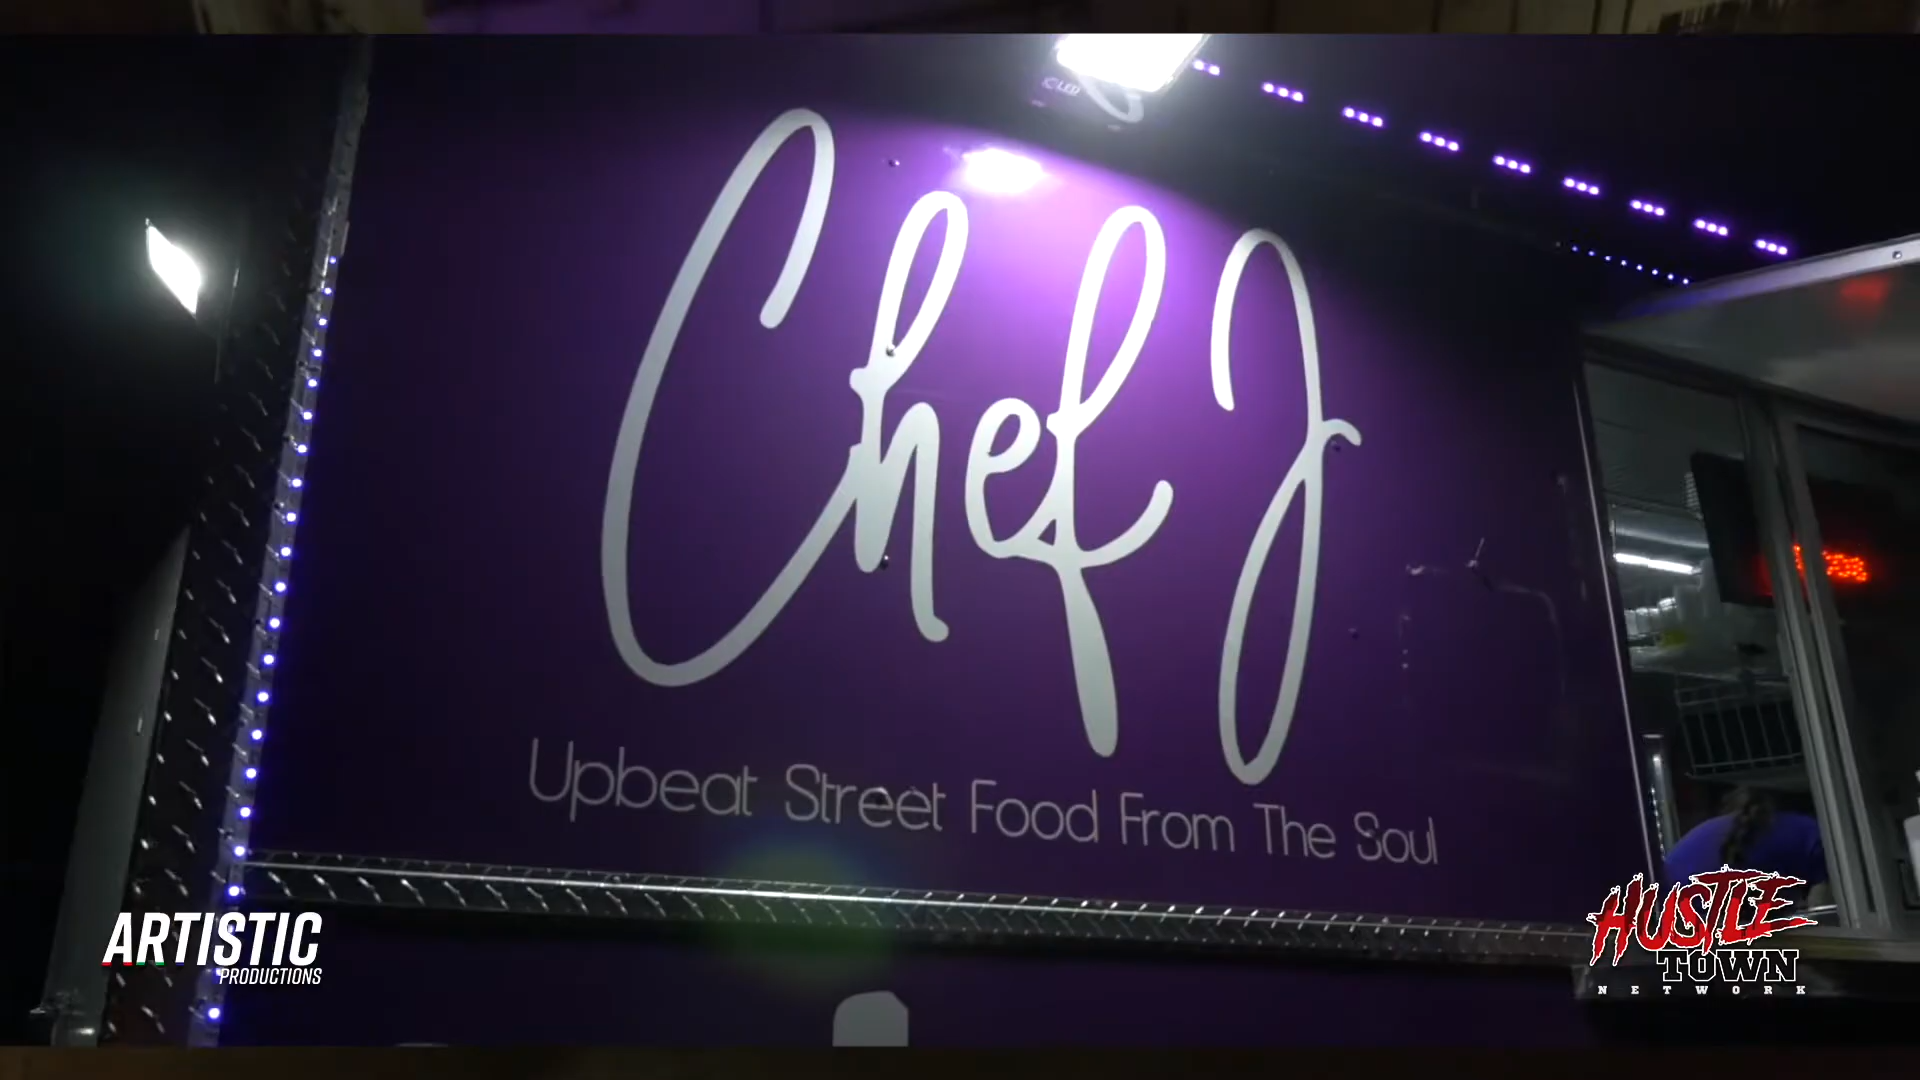 Chef J
Upbeat Street Food From The Soul
ARTISTIC
PRODUCTIONS
HUSTLE
TOWN
NETWORK